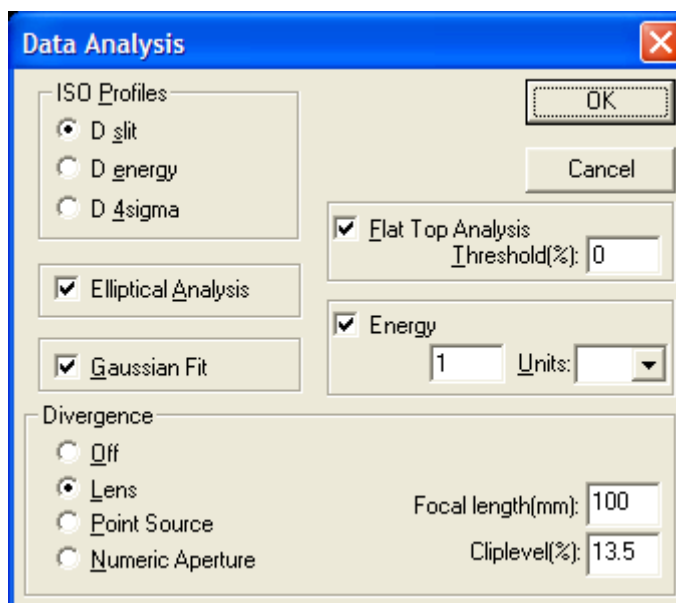 Data Analysis
ISO Profiles
D slit
D energy
D 4sigma
OK
Cancel
Flat Top Analysis
Threshold(%): 0
Elliptical Analysis
Energy
1 Units:
Gaussian Fit
Divergence
Off
Lens
Point Source
Numeric Aperture
Focal length(mm): 100
Cliplevel(%): 13.5